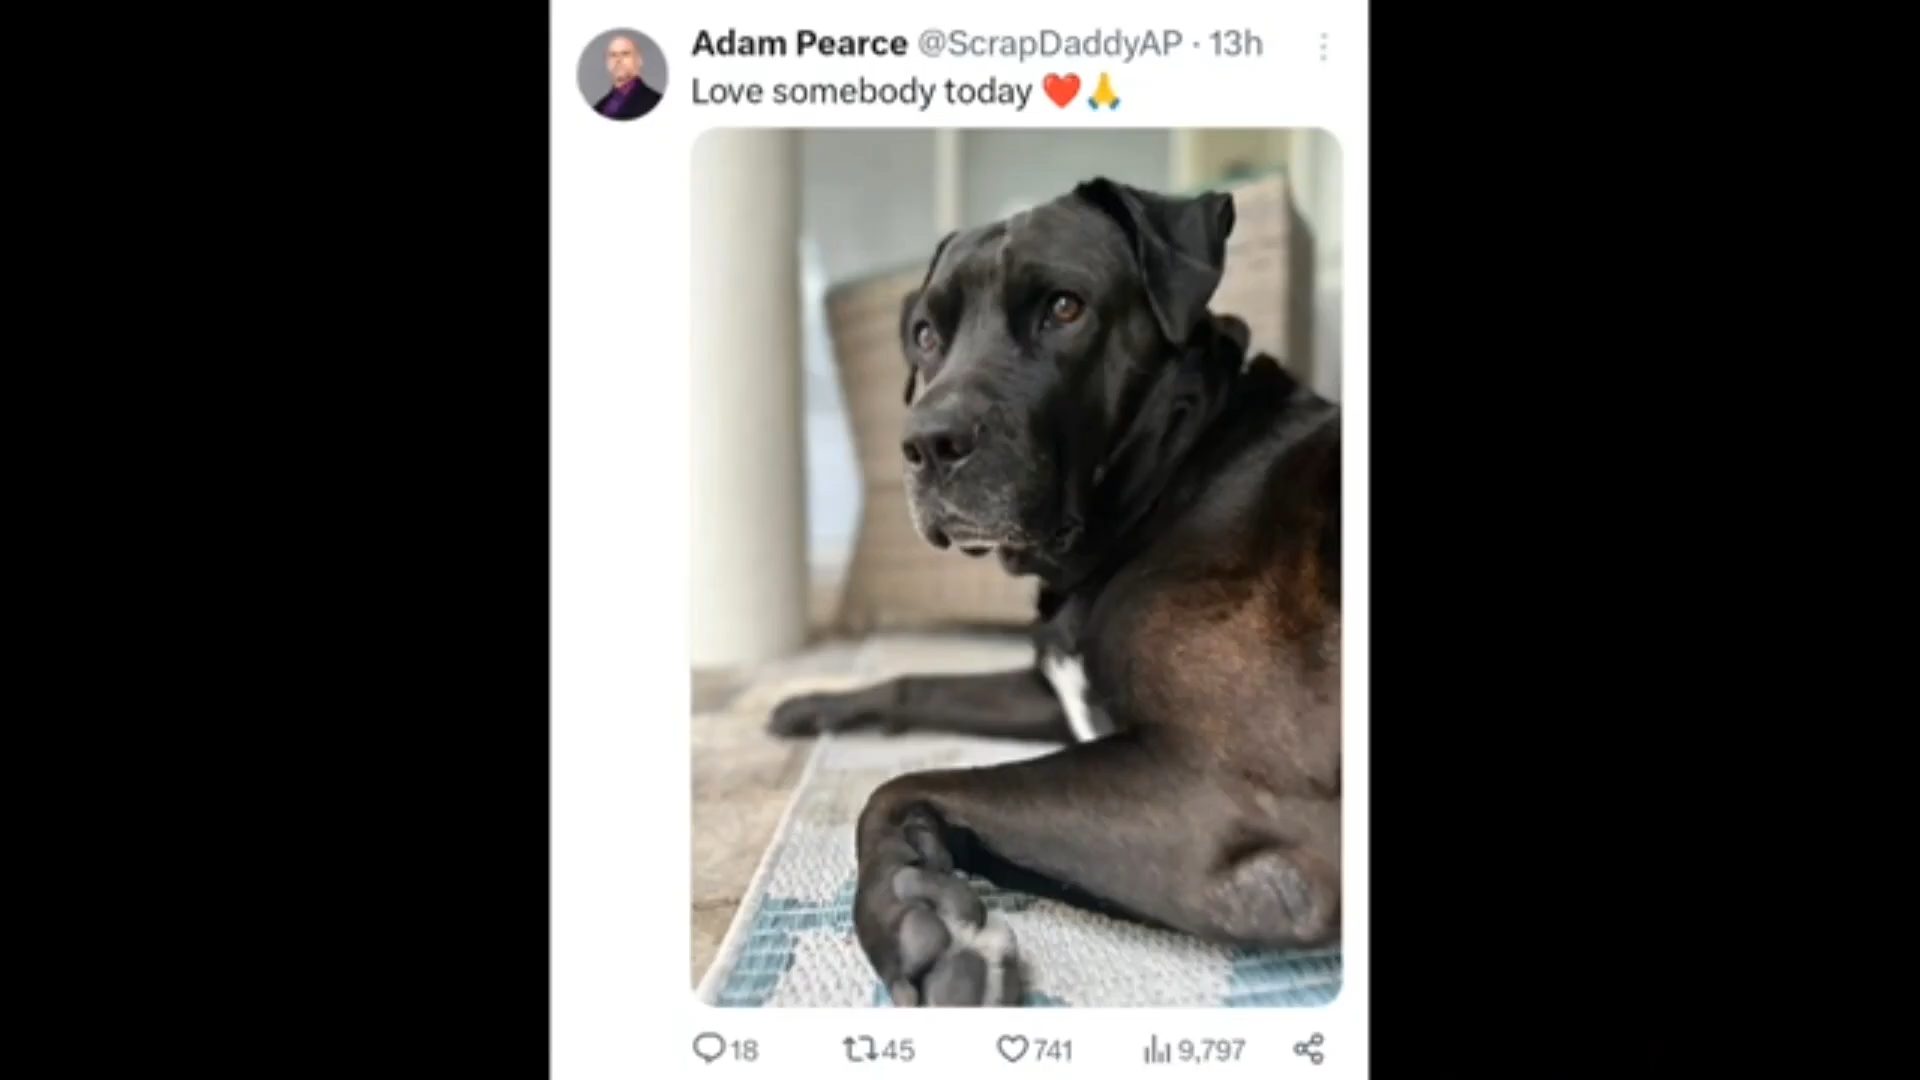 Adam Pearce @ScrapDaddyAP · 13h
Love somebody today ❤️🙏
18 45 741 9,797